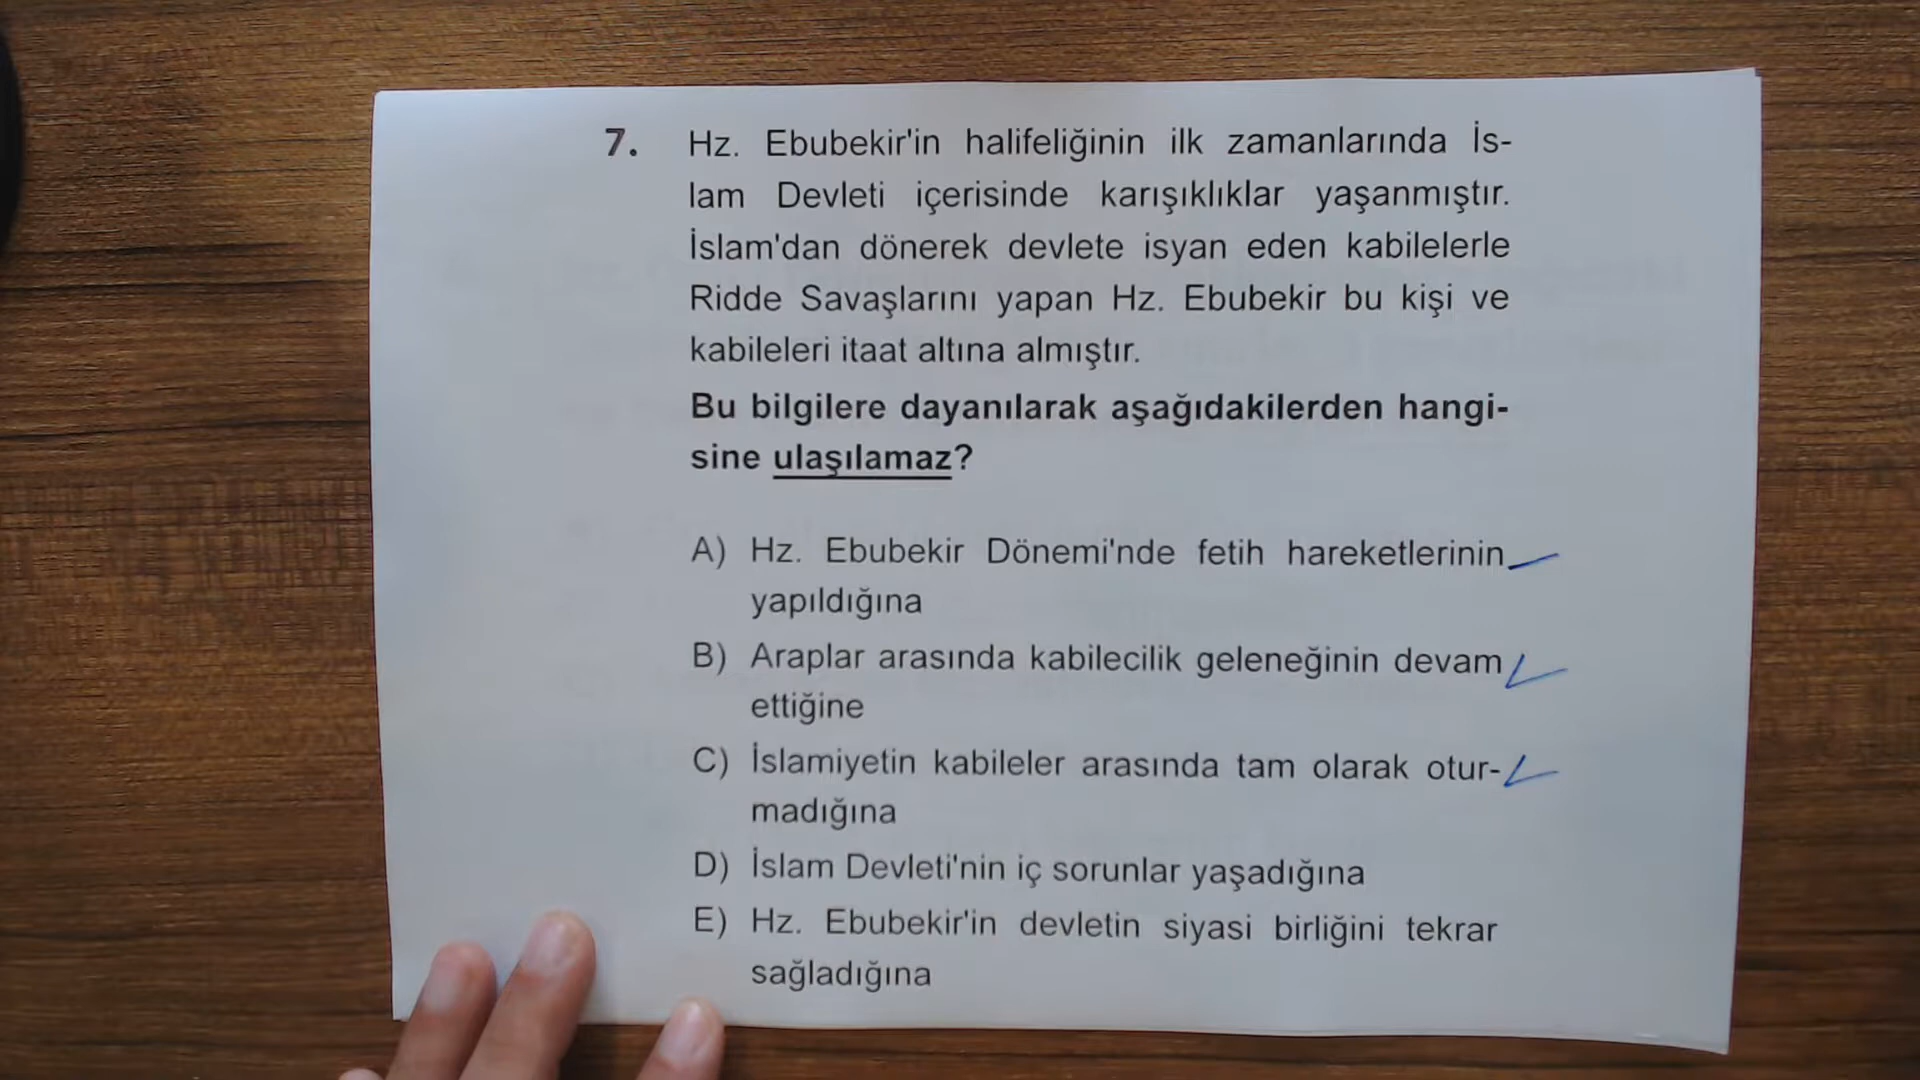 7. Hz. Ebubekir'in halifeliğinin ilk zamanlarında İs-
lam Devleti içerisinde karışıklıklar yaşanmıştır.
İslam'dan dönerek devlete isyan eden kabilelerle
Ridde Savaşlarını yapan Hz. Ebubekir bu kişi ve
kabileleri itaat altına almıştır.
Bu bilgilere dayanılarak aşağıdakilerden hangi-
sine ulaşılamaz?
A) Hz. Ebubekir Dönemi'nde fetih hareketlerinin
yapıldığına
B) Araplar arasında kabilecilik geleneğinin devam
ettiğine
C) İslamiyetin kabileler arasında tam olarak otur-
madığına
D) İslam Devleti'nin iç sorunlar yaşadığına
E) Hz. Ebubekir'in devletin siyasi birliğini tekrar
sağladığına